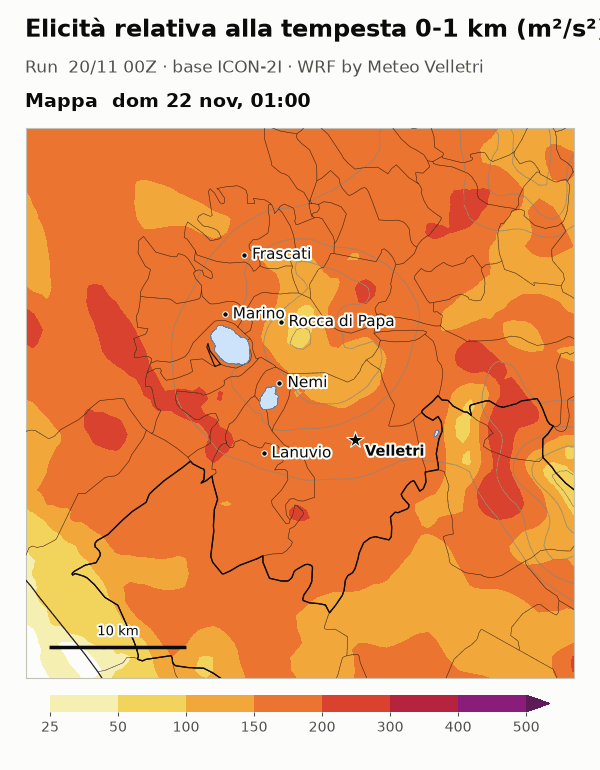 Elicità relativa alla tempesta 0-1 km (m²/s²)
Run  20/11 00Z · base ICON-2I · WRF by Meteo Velletri
Mappa  dom 22 nov, 01:00
Frascati
Marino
Rocca di Papa
Nemi
Velletri
Lanuvio
10 km
25 50 100 150 200 300 400 500